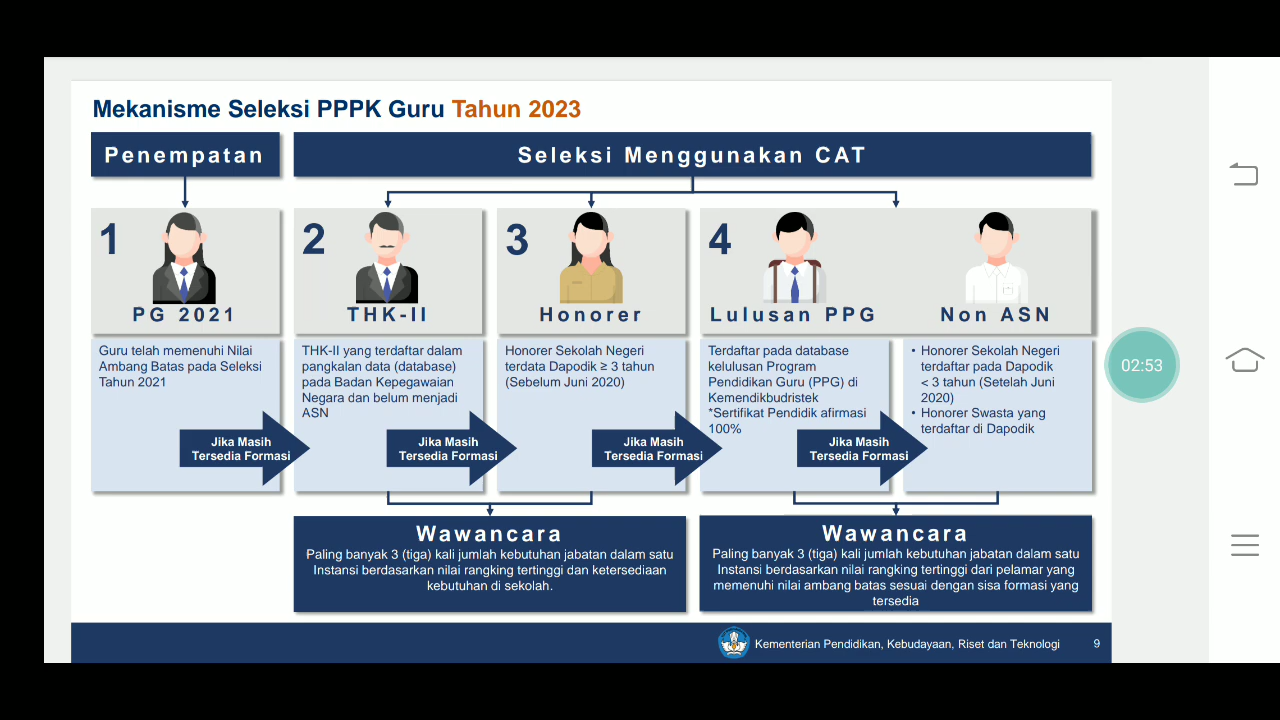 Mekanisme Seleksi PPPK Guru Tahun 2023
Penempatan
Seleksi Menggunakan CAT
1
PG 2021
2
THK-II
3
Honorer
4
Lulusan PPG
Non ASN
Guru telah memenuhi Nilai
Ambang Batas pada Seleksi
Tahun 2021
Jika Masih
Tersedia Formasi
THK-II yang terdaftar dalam
pangkalan data (database)
pada Badan Kepegawaian
Negara dan belum menjadi
ASN
Jika Masih
Tersedia Formasi
Honorer Sekolah Negeri
terdata Dapodik ≥ 3 tahun
(Sebelum Juni 2020)
Jika Masih
Tersedia Formasi
Terdaftar pada database
kelulusan Program
Pendidikan Guru (PPG) di
Kemendikbudristek
*Sertifikat Pendidik afirmasi
100%
Jika Masih
Tersedia Formasi
• Honorer Sekolah Negeri
terdaftar pada Dapodik
< 3 tahun (Setelah Juni
2020)
• Honorer Swasta yang
terdaftar di Dapodik
02:53
Wawancara
Paling banyak 3 (tiga) kali jumlah kebutuhan jabatan dalam satu
Instansi berdasarkan nilai rangking tertinggi dan ketersediaan
kebutuhan di sekolah.
Wawancara
Paling banyak 3 (tiga) kali jumlah kebutuhan jabatan dalam satu
Instansi berdasarkan nilai rangking tertinggi dari pelamar yang
memenuhi nilai ambang batas sesuai dengan sisa formasi yang
tersedia
Kementerian Pendidikan, Kebudayaan, Riset dan Teknologi
9